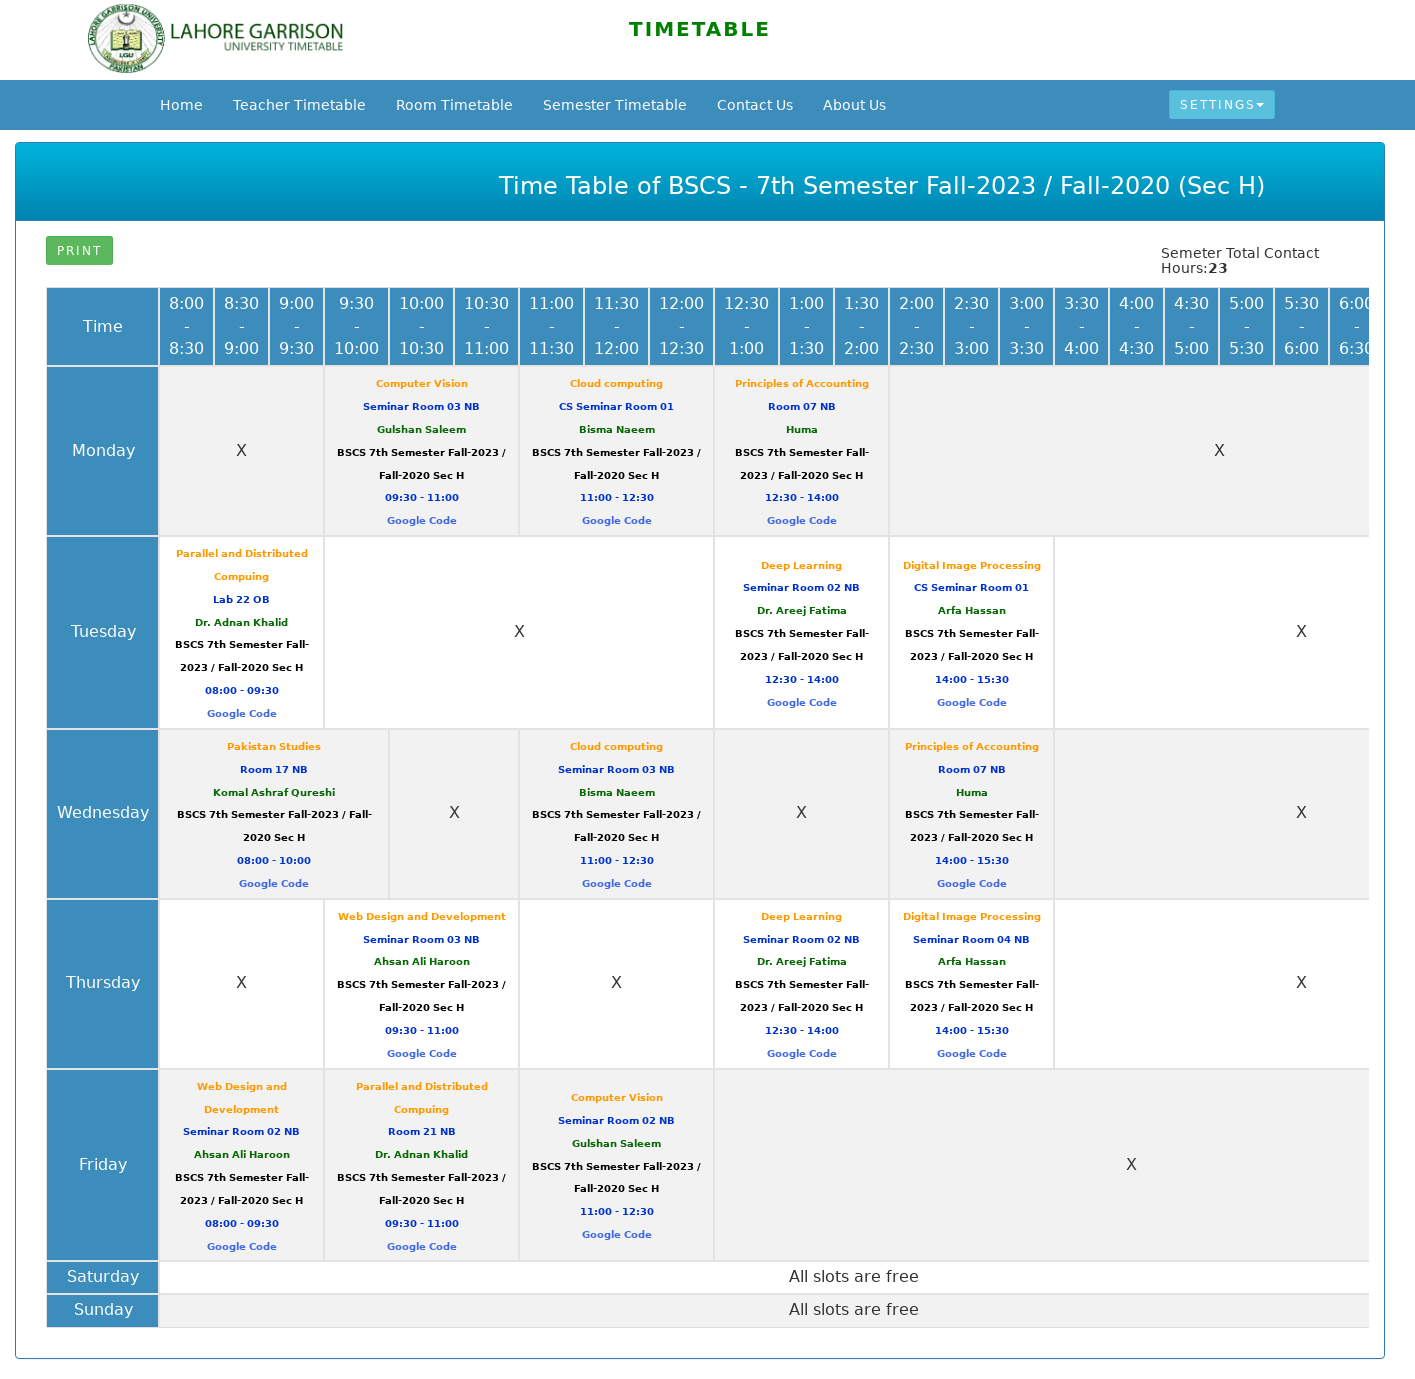 LAHORE GARRISON UNIVERSITY
LGU
PAKISTAN
LAHORE GARRISON
UNIVERSITY TIMETABLE
TIMETABLE
Home Teacher Timetable Room Timetable Semester Timetable Contact Us About Us SETTINGS
Time Table of BSCS - 7th Semester Fall-2023 / Fall-2020 (Sec H)
PRINT
Semeter Total Contact
Hours:23
Time
8:00 - 8:30
8:30 - 9:00
9:00 - 9:30
9:30 - 10:00
10:00 - 10:30
10:30 - 11:00
11:00 - 11:30
11:30 - 12:00
12:00 - 12:30
12:30 - 1:00
1:00 - 1:30
1:30 - 2:00
2:00 - 2:30
2:30 - 3:00
3:00 - 3:30
3:30 - 4:00
4:00 - 4:30
4:30 - 5:00
5:00 - 5:30
5:30 - 6:00
6:00 - 6:30
Monday
X
Computer Vision
Seminar Room 03 NB
Gulshan Saleem
BSCS 7th Semester Fall-2023 /
Fall-2020 Sec H
09:30 - 11:00
Google Code
Cloud computing
CS Seminar Room 01
Bisma Naeem
BSCS 7th Semester Fall-2023 /
Fall-2020 Sec H
11:00 - 12:30
Google Code
Principles of Accounting
Room 07 NB
Huma
BSCS 7th Semester Fall-
2023 / Fall-2020 Sec H
12:30 - 14:00
Google Code
X
Tuesday
Parallel and Distributed
Compuing
Lab 22 OB
Dr. Adnan Khalid
BSCS 7th Semester Fall-
2023 / Fall-2020 Sec H
08:00 - 09:30
Google Code
X
Deep Learning
Seminar Room 02 NB
Dr. Areej Fatima
BSCS 7th Semester Fall-
2023 / Fall-2020 Sec H
12:30 - 14:00
Google Code
Digital Image Processing
CS Seminar Room 01
Arfa Hassan
BSCS 7th Semester Fall-
2023 / Fall-2020 Sec H
14:00 - 15:30
Google Code
X
Wednesday
Pakistan Studies
Room 17 NB
Komal Ashraf Qureshi
BSCS 7th Semester Fall-2023 / Fall-
2020 Sec H
08:00 - 10:00
Google Code
X
Cloud computing
Seminar Room 03 NB
Bisma Naeem
BSCS 7th Semester Fall-2023 /
Fall-2020 Sec H
11:00 - 12:30
Google Code
X
Principles of Accounting
Room 07 NB
Huma
BSCS 7th Semester Fall-
2023 / Fall-2020 Sec H
14:00 - 15:30
Google Code
X
Thursday
X
Web Design and Development
Seminar Room 03 NB
Ahsan Ali Haroon
BSCS 7th Semester Fall-2023 /
Fall-2020 Sec H
09:30 - 11:00
Google Code
X
Deep Learning
Seminar Room 02 NB
Dr. Areej Fatima
BSCS 7th Semester Fall-
2023 / Fall-2020 Sec H
12:30 - 14:00
Google Code
Digital Image Processing
Seminar Room 04 NB
Arfa Hassan
BSCS 7th Semester Fall-
2023 / Fall-2020 Sec H
14:00 - 15:30
Google Code
X
Friday
Web Design and
Development
Seminar Room 02 NB
Ahsan Ali Haroon
BSCS 7th Semester Fall-
2023 / Fall-2020 Sec H
08:00 - 09:30
Google Code
Parallel and Distributed
Compuing
Room 21 NB
Dr. Adnan Khalid
BSCS 7th Semester Fall-2023 /
Fall-2020 Sec H
09:30 - 11:00
Google Code
Computer Vision
Seminar Room 02 NB
Gulshan Saleem
BSCS 7th Semester Fall-2023 /
Fall-2020 Sec H
11:00 - 12:30
Google Code
X
Saturday
All slots are free
Sunday
All slots are free